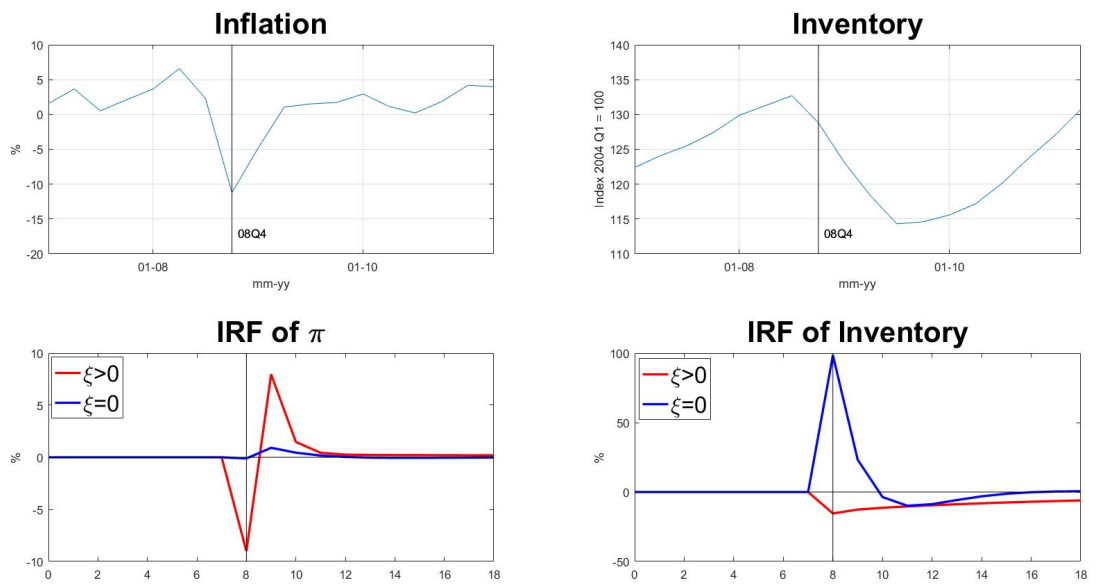 Inflation
10
5
0
-5
-10
-15
-20
%
08Q4
01-08
01-10
mm-yy
Inventory
140
135
130
125
120
115
110
Index 2004 Q1 = 100
08Q4
01-08
01-10
mm-yy
IRF of π
10
5
0
-5
-10
%
ξ>0
ξ=0
0 2 4 6 8 10 12 14 16 18
IRF of Inventory
100
50
0
-50
%
ξ>0
ξ=0
0 2 4 6 8 10 12 14 16 18